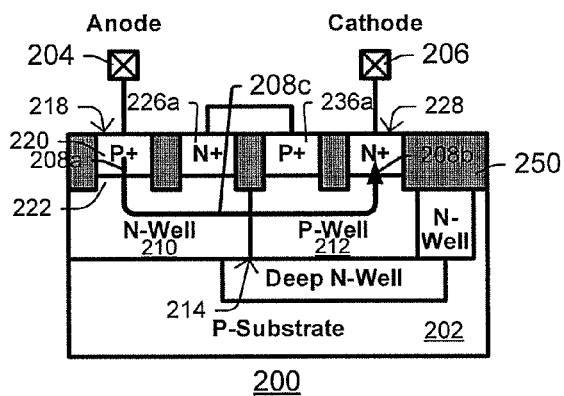 Anode Cathode
204 206
218 226a 208c 236a 228
220 P+ N+ P+ N+
208a 208b 250
222
N-Well P-Well N-Well
210 212
Deep N-Well
214
P-Substrate 202
200